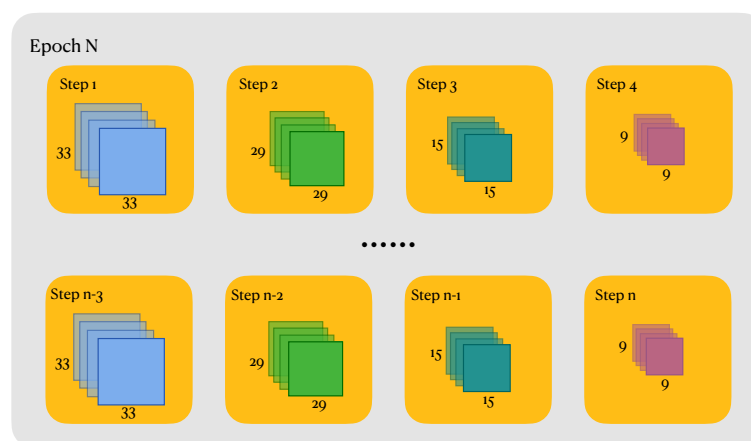 Epoch N
Step 1
Step 2
Step 3
Step 4
33
33
29
29
15
15
9
9
......
Step n-3
Step n-2
Step n-1
Step n
33
33
29
29
15
15
9
9